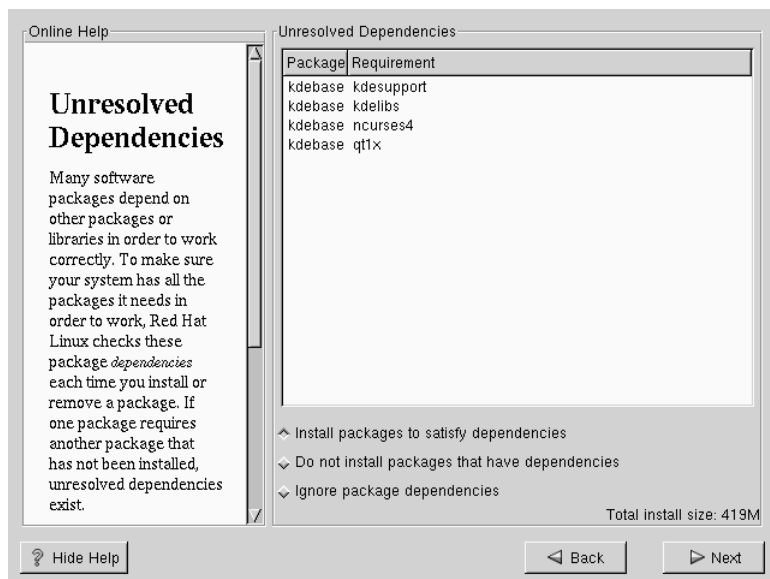 Online Help
Unresolved
Dependencies
Many software
packages depend on
other packages or
libraries in order to work
correctly. To make sure
your system has all the
packages it needs in
order to work, Red Hat
Linux checks these
package dependencies
each time you install or
remove a package. If
one package requires
another package that
has not been installed,
unresolved dependencies
exist.
Unresolved Dependencies
Package Requirement
kdebase kdesupport
kdebase kdelibs
kdebase ncurses4
kdebase qt1x
Install packages to satisfy dependencies
Do not install packages that have dependencies
Ignore package dependencies
Total install size: 419M
Hide Help
Back
Next